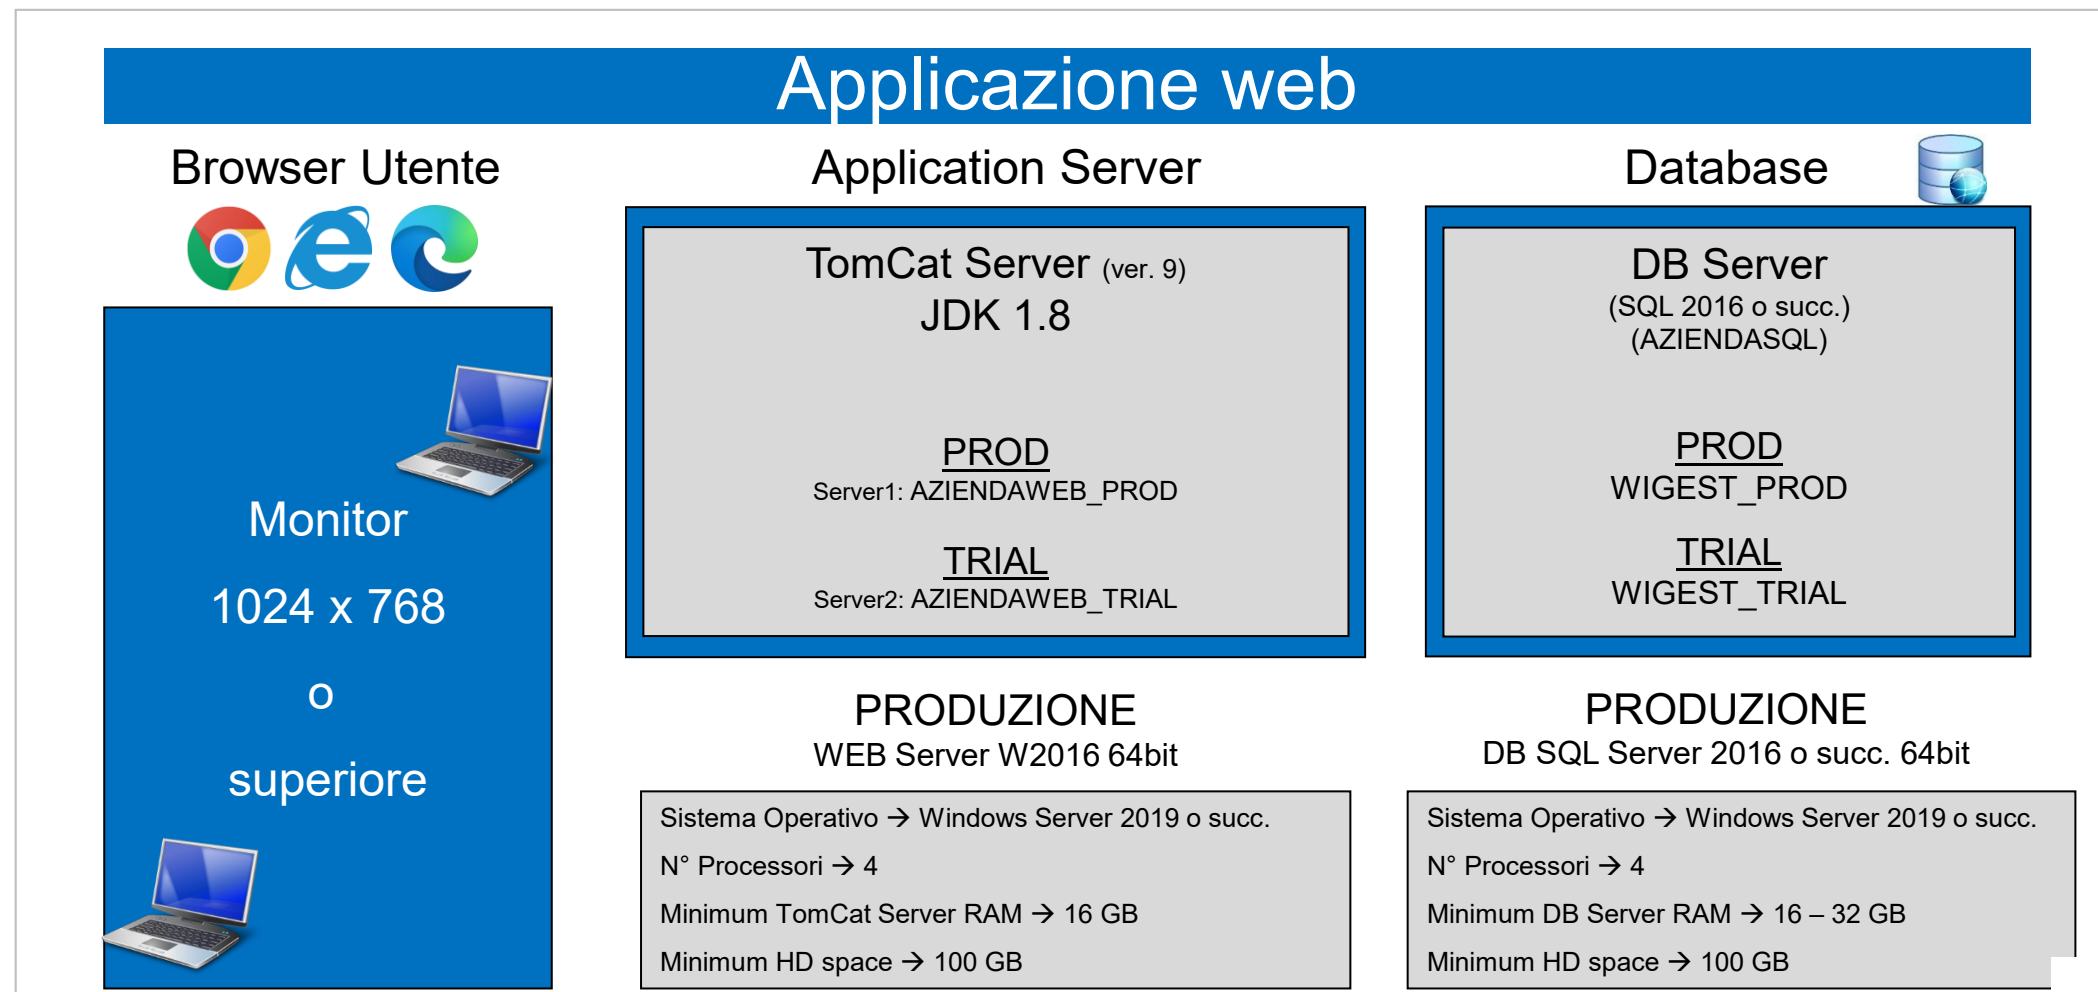 Applicazione web
Browser Utente
Monitor
1024 x 768
o
superiore
Application Server
TomCat Server (ver. 9)
JDK 1.8
PROD
Server1: AZIENDAWEB_PROD
TRIAL
Server2: AZIENDAWEB_TRIAL
PRODUZIONE
WEB Server W2016 64bit
Sistema Operativo → Windows Server 2019 o succ.
N° Processori → 4
Minimum TomCat Server RAM → 16 GB
Minimum HD space → 100 GB
Database
DB Server
(SQL 2016 o succ.)
(AZIENDASQL)
PROD
WIGEST_PROD
TRIAL
WIGEST_TRIAL
PRODUZIONE
DB SQL Server 2016 o succ. 64bit
Sistema Operativo → Windows Server 2019 o succ.
N° Processori → 4
Minimum DB Server RAM → 16 – 32 GB
Minimum HD space → 100 GB